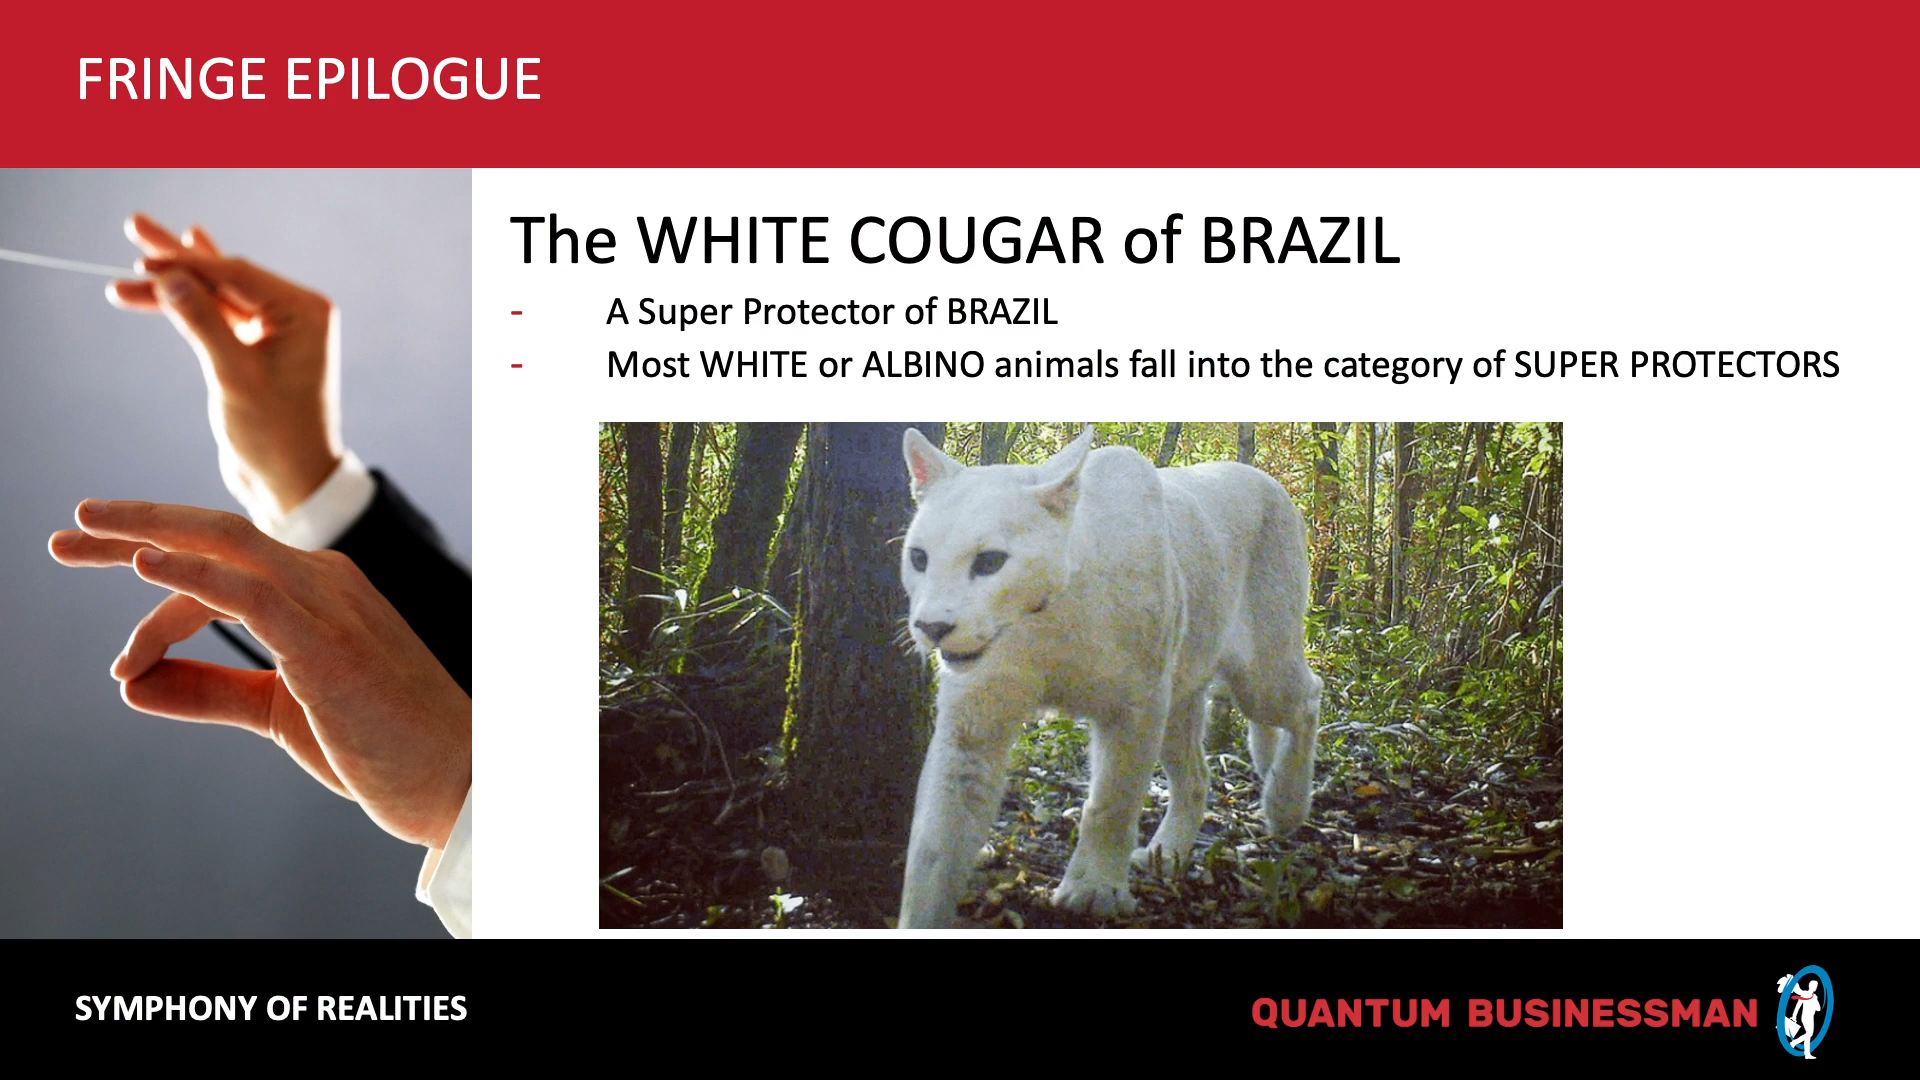 FRINGE EPILOGUE
The WHITE COUGAR of BRAZIL
- A Super Protector of BRAZIL
- Most WHITE or ALBINO animals fall into the category of SUPER PROTECTORS
SYMPHONY OF REALITIES
QUANTUM BUSINESSMAN